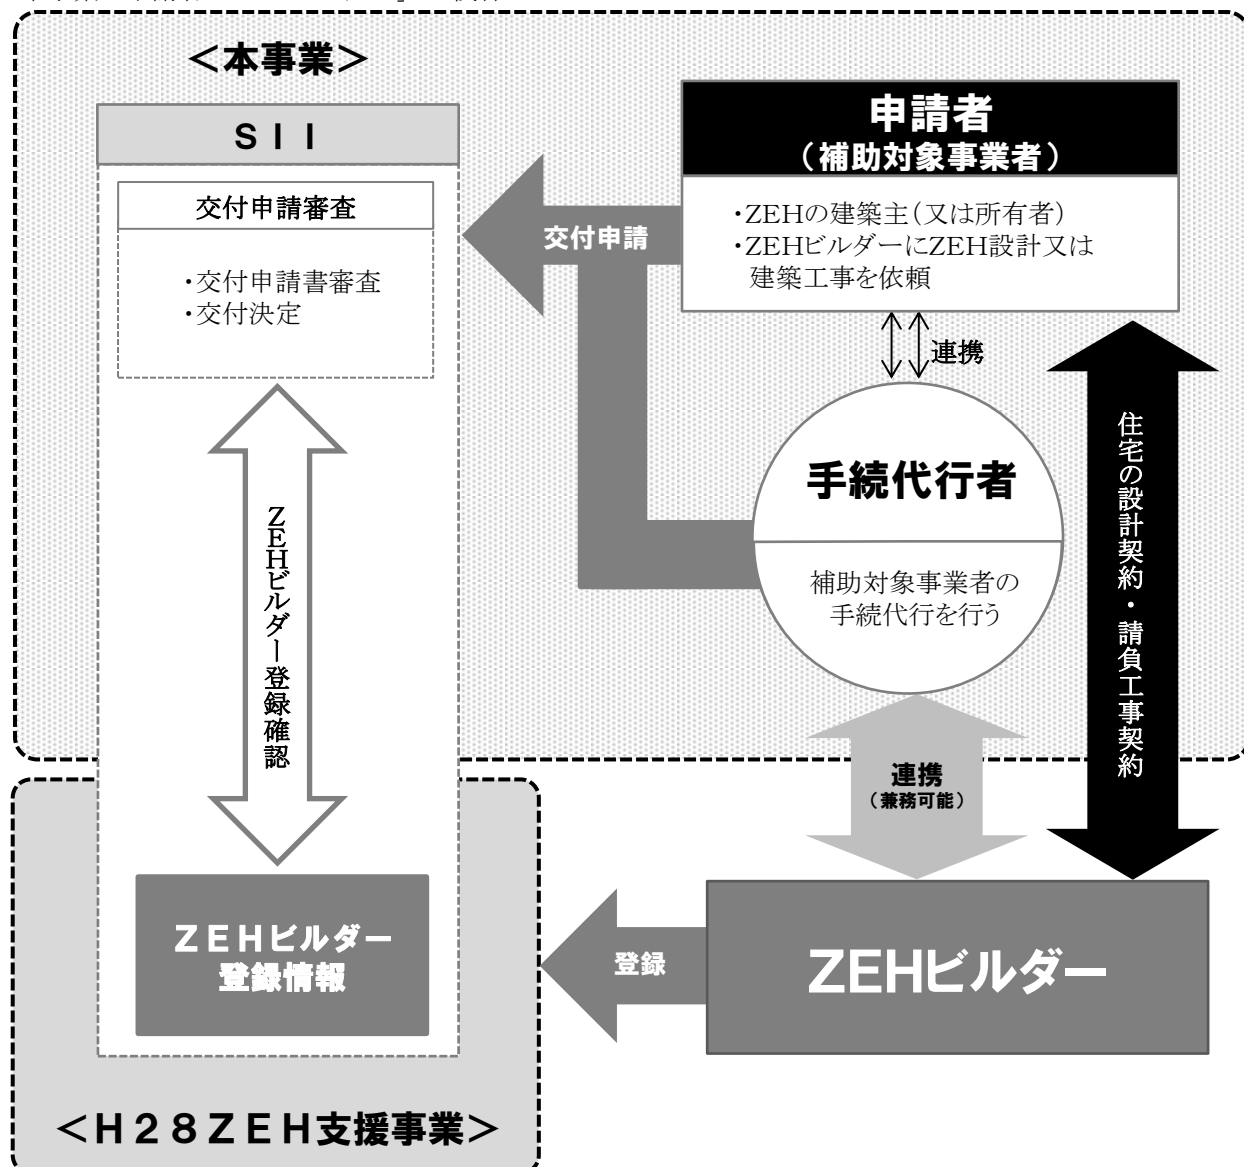 ＜本事業＞
ＳＩＩ
交付申請審査
・交付申請書審査
・交付決定
ZEHビルダー登録確認
ＺＥＨビルダー
登録情報
＜Ｈ２８ＺＥＨ支援事業＞
交付申請
申請者
（補助対象事業者）
・ZEHの建築主（又は所有者）
・ZEHビルダーにZEH設計又は
建築工事を依頼
連携
手続代行者
補助対象事業者の
手続代行を行う
住宅の設計契約・請負工事契約
連携
（兼務可能）
登録
ZEHビルダー